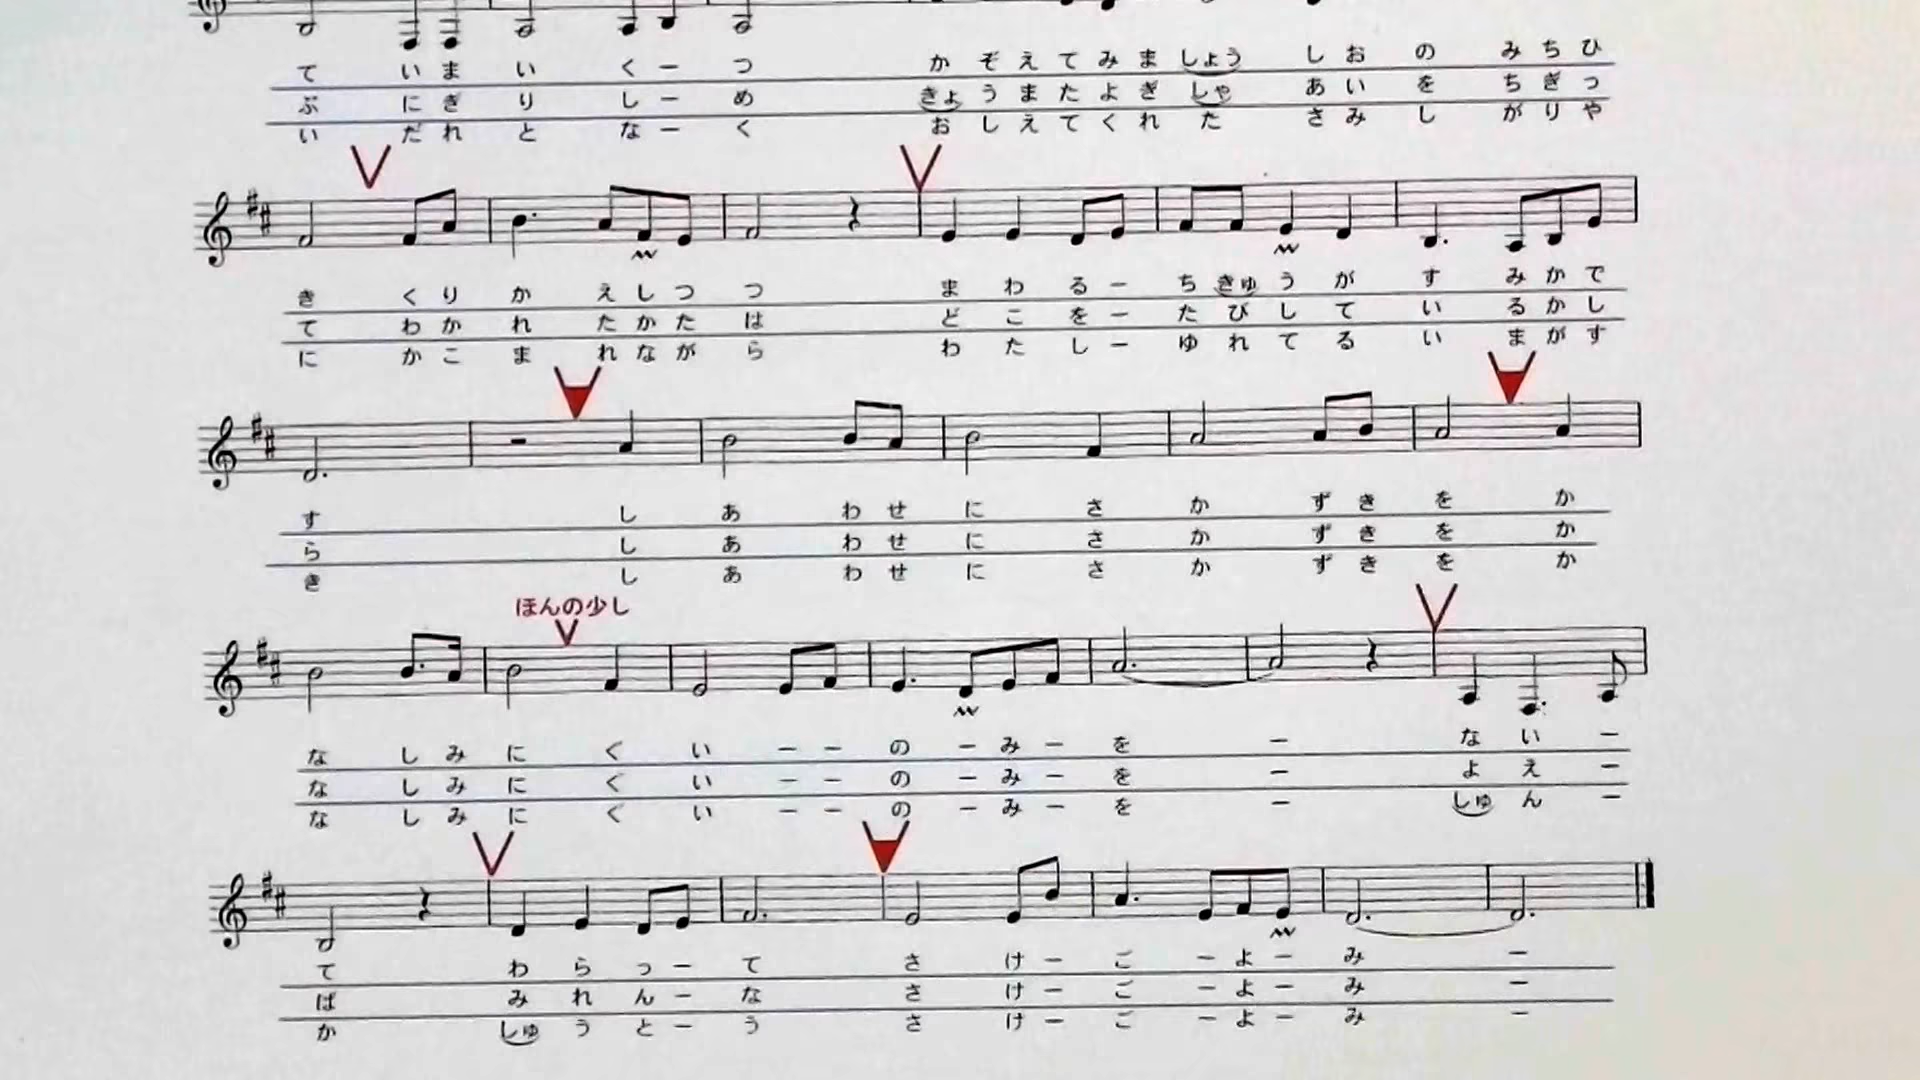 ていまいくーつ かぞえてみましょう しおのみちひ
ぶにぎりしーめ きょうまたよぎしゃ あいをちぎっ
いだれとなーく おしえてくれた さみしがりや
きくりかえしつつ まわるーちきゅうがすみかで
てわかれたかたは どこをーたびしているかし
にかこまれながら わたしーゆれてるいまがす
す しあわせにさかずきをか
ら しあわせにさかずきをか
き しあわせにさかずきをか
ほんの少し
なしみにくいーーのーみーをー ないー
なしみにくいーーのーみーをー よえー
なしみにくいーーのーみーをー しゅんー
て わらっーて さけーごーよーみー
ば みれんーな さけーごーよーみー
か しゅうとーう さけーごーよーみー